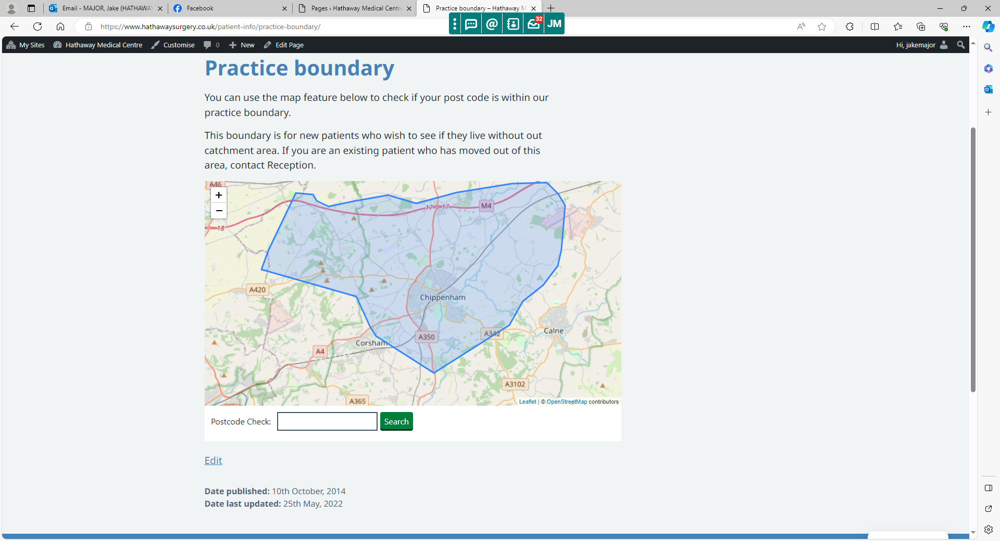 Email - MAJOR, Jake (HATHAWA
Facebook
Pages ‹ Hathaway Medical Centre
Practice boundary – Hathaway M
https://www.hathawaysurgery.co.uk/patient-info/practice-boundary/
32
JM
My Sites
Hathaway Medical Centre
Customise
0
New
Edit Page
Hi, jakemajor
Practice boundary
You can use the map feature below to check if your post code is within our
practice boundary.
This boundary is for new patients who wish to see if they live without out
catchment area. If you are an existing patient who has moved out of this
area, contact Reception.
A46
+
−
17
17
M4
18
A420
Chippenham
Calne
A342
A350
Corsham
A4
A3102
A365
Leaflet | © OpenStreetMap contributors
Postcode Check:
Search
Edit
Date published: 10th October, 2014
Date last updated: 25th May, 2022